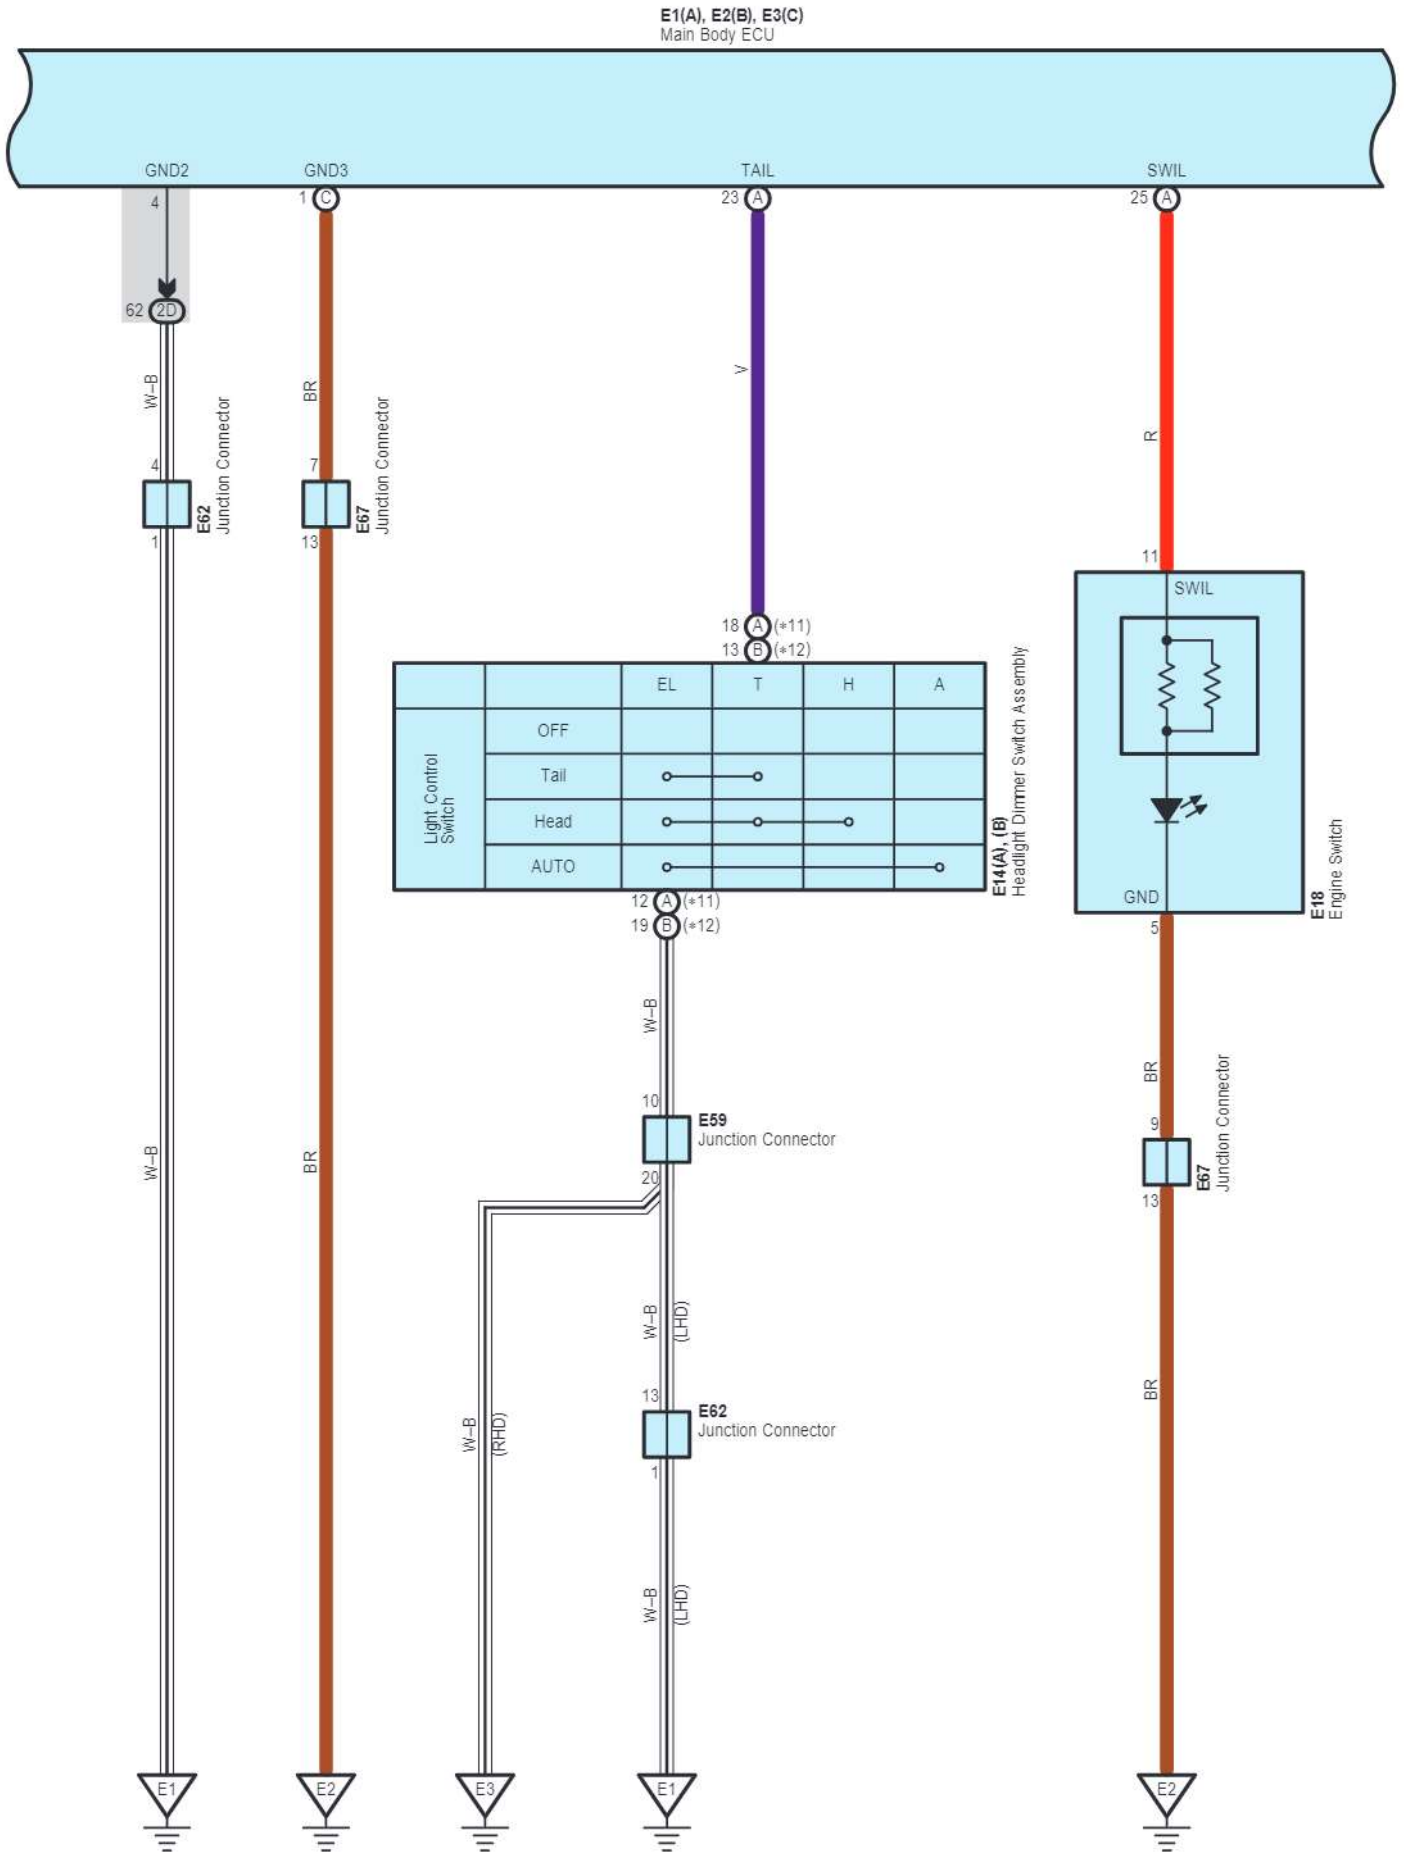 E1(A), E2(B), E3(C)
Main Body ECU
GND2
GND3
TAIL
SWIL
4
1 C
23 A
25 A
62 2D
W–B
BR
V
R
4
7
E62
Junction Connector
E67
Junction Connector
1
13
11
SWIL
18 A (*11)
13 B (*12)
EL T H A
Light Control
Switch
OFF
Tail
Head
AUTO
E14(A), (B)
Headlight Dimmer Switch Assembly
GND
E18
Engine Switch
12 A (*11)
19 B (*12)
5
W–B
BR
10
E59
Junction Connector
20
9
E67
Junction Connector
13
W–B
BR
W–B
(LHD)
13
E62
Junction Connector
1
W–B
(RHD)
BR
W–B
(LHD)
E1
E2
E3
E1
E2